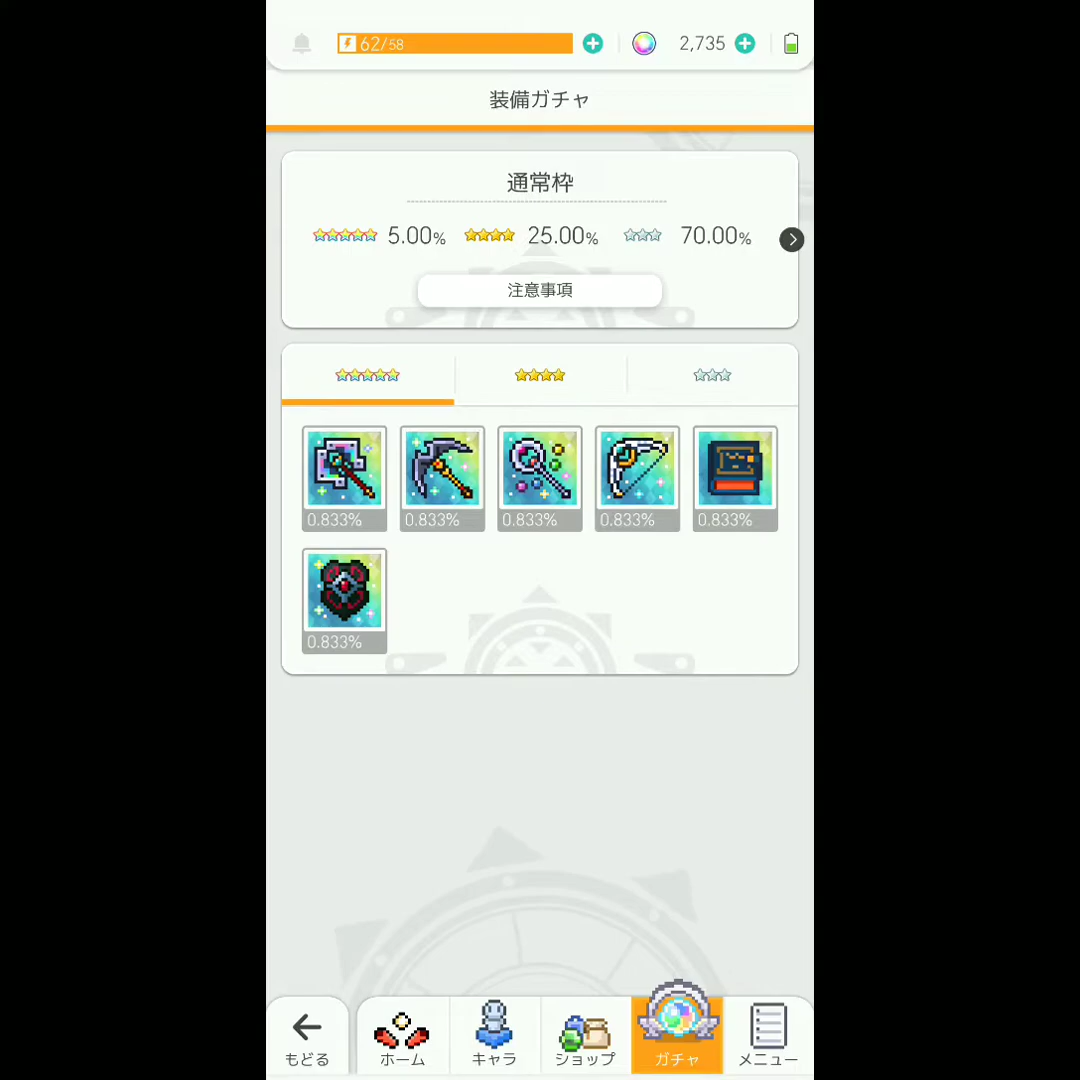 62/58
2,735
装備ガチャ
通常枠
5.00% 25.00% 70.00%
注意事項
0.833% 0.833% 0.833% 0.833% 0.833%
0.833%
もどる ホーム キャラ ショップ ガチャ メニュー